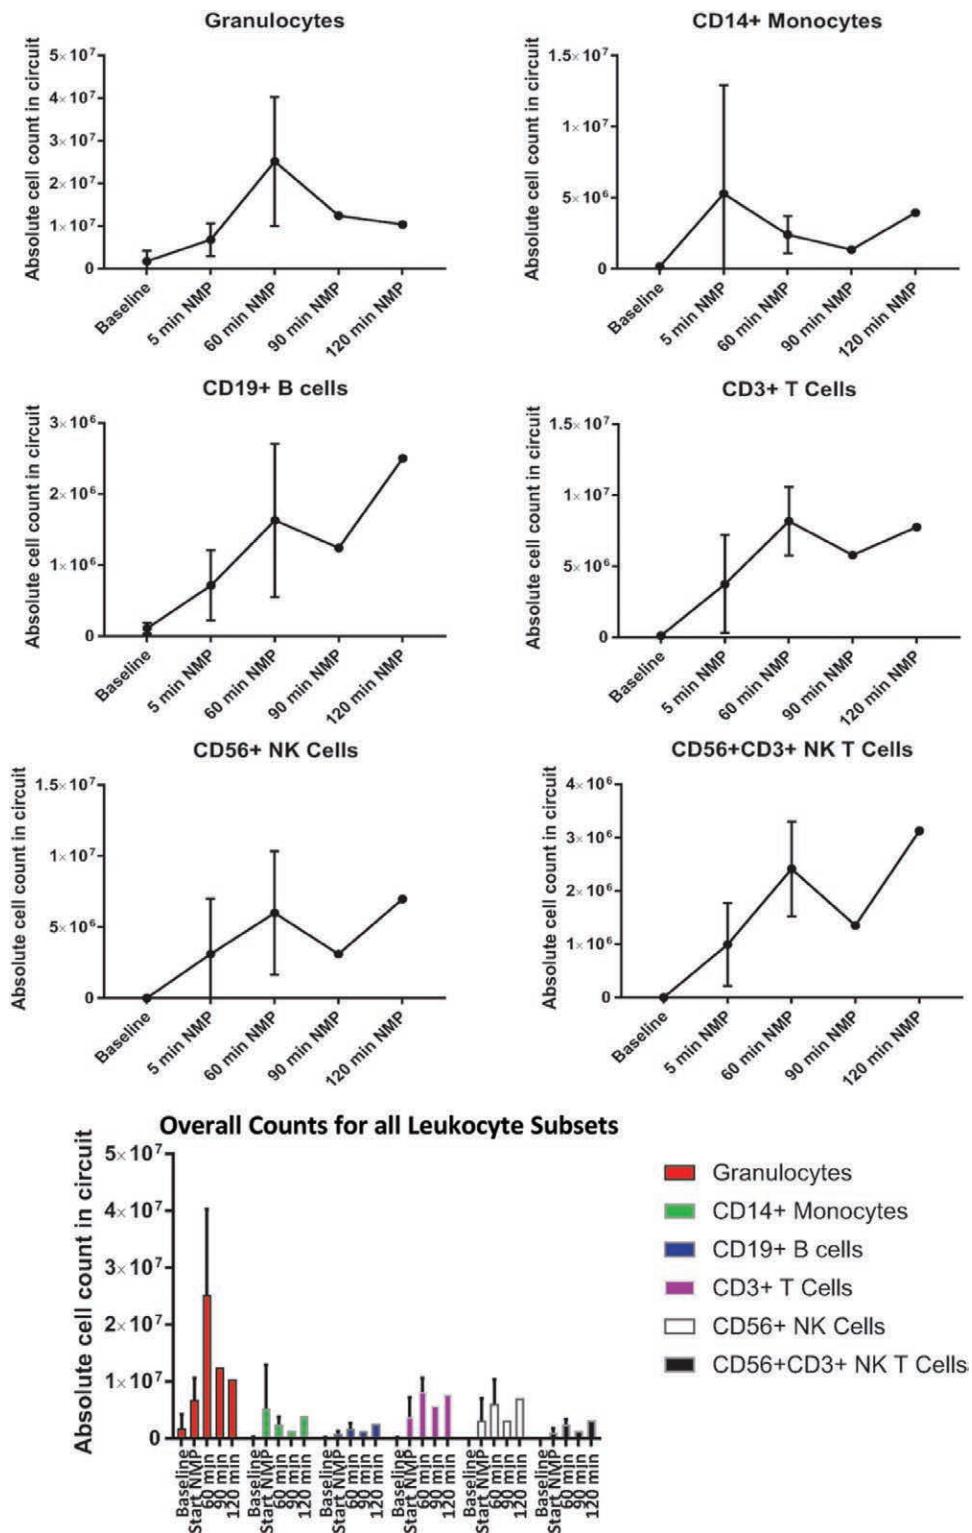 Granulocytes
Absolute cell count in circuit
5×10⁷
4×10⁷
3×10⁷
2×10⁷
1×10⁷
0
Baseline
5 min NMP
60 min NMP
90 min NMP
120 min NMP
CD14+ Monocytes
Absolute cell count in circuit
1.5×10⁷
1×10⁷
5×10⁶
0
Baseline
5 min NMP
60 min NMP
90 min NMP
120 min NMP
CD19+ B cells
Absolute cell count in circuit
3×10⁶
2×10⁶
1×10⁶
0
Baseline
5 min NMP
60 min NMP
90 min NMP
120 min NMP
CD3+ T Cells
Absolute cell count in circuit
1.5×10⁷
1×10⁷
5×10⁶
0
Baseline
5 min NMP
60 min NMP
90 min NMP
120 min NMP
CD56+ NK Cells
Absolute cell count in circuit
1.5×10⁷
1×10⁷
5×10⁶
0
Baseline
5 min NMP
60 min NMP
90 min NMP
120 min NMP
CD56+CD3+ NK T Cells
Absolute cell count in circuit
4×10⁶
3×10⁶
2×10⁶
1×10⁶
0
Baseline
5 min NMP
60 min NMP
90 min NMP
120 min NMP
Overall Counts for all Leukocyte Subsets
Absolute cell count in circuit
5×10⁷
4×10⁷
3×10⁷
2×10⁷
1×10⁷
0
Baseline
Start NMP
60 min
90 min
120 min
Baseline
Start NMP
60 min
90 min
120 min
Baseline
Start NMP
60 min
90 min
120 min
Baseline
Start NMP
60 min
90 min
120 min
Baseline
Start NMP
60 min
90 min
120 min
Baseline
Start NMP
60 min
90 min
120 min
Granulocytes
CD14+ Monocytes
CD19+ B cells
CD3+ T Cells
CD56+ NK Cells
CD56+CD3+ NK T Cells